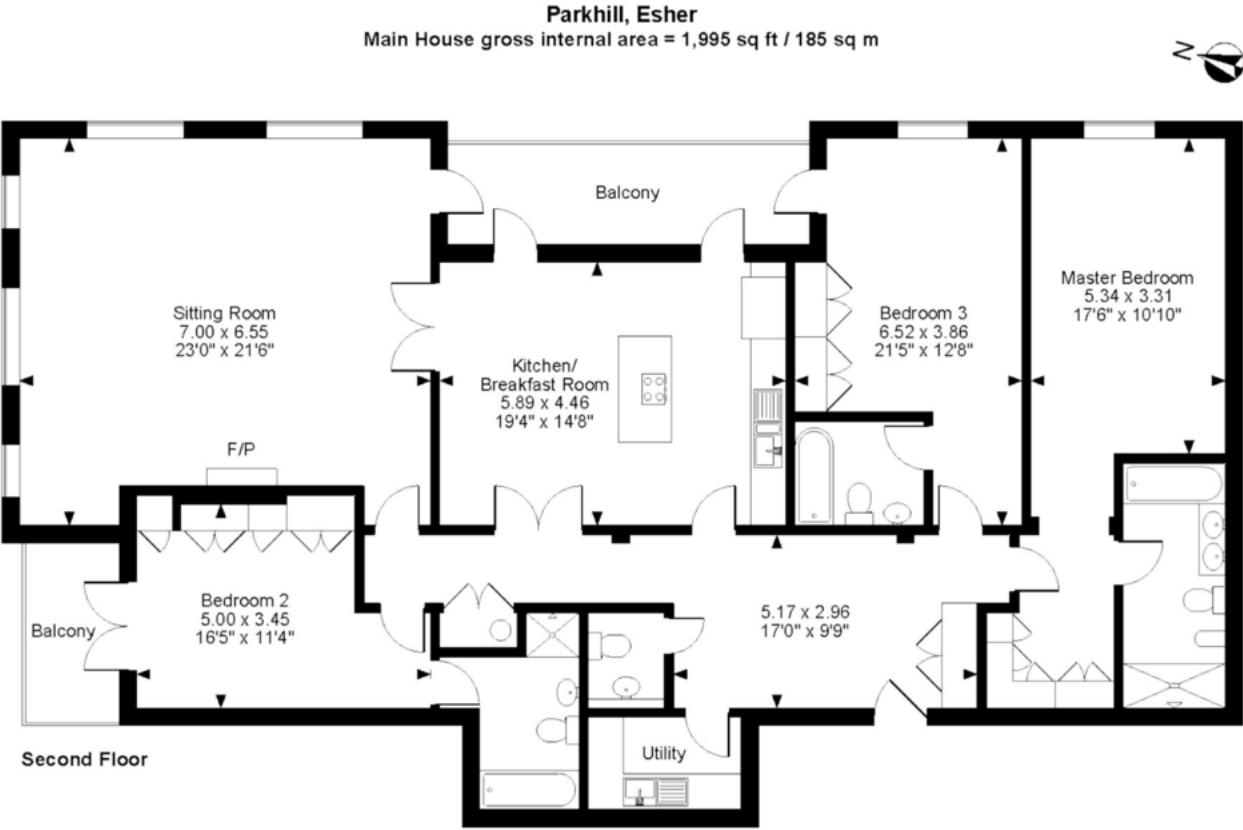 Parkhill, Esher
Main House gross internal area = 1,995 sq ft / 185 sq m
N
Balcony
Sitting Room
7.00 x 6.55
23'0" x 21'6"
F/P
Kitchen/
Breakfast Room
5.89 x 4.46
19'4" x 14'8"
Bedroom 3
6.52 x 3.86
21'5" x 12'8"
Master Bedroom
5.34 x 3.31
17'6" x 10'10"
Balcony
Bedroom 2
5.00 x 3.45
16'5" x 11'4"
5.17 x 2.96
17'0" x 9'9"
Utility
Second Floor